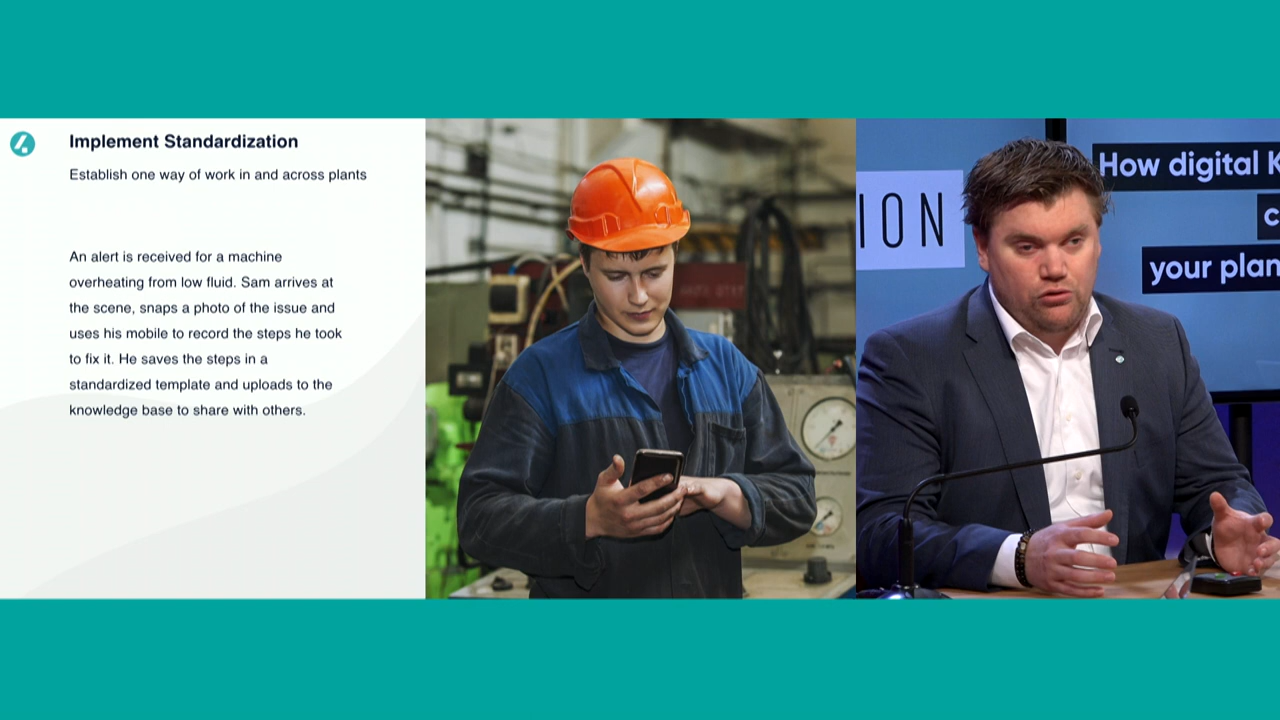 Implement Standardization
Establish one way of work in and across plants
An alert is received for a machine
overheating from low fluid. Sam arrives at
the scene, snaps a photo of the issue and
uses his mobile to record the steps he took
to fix it. He saves the steps in a
standardized template and uploads to the
knowledge base to share with others.
ION
How digital K
c
your plan